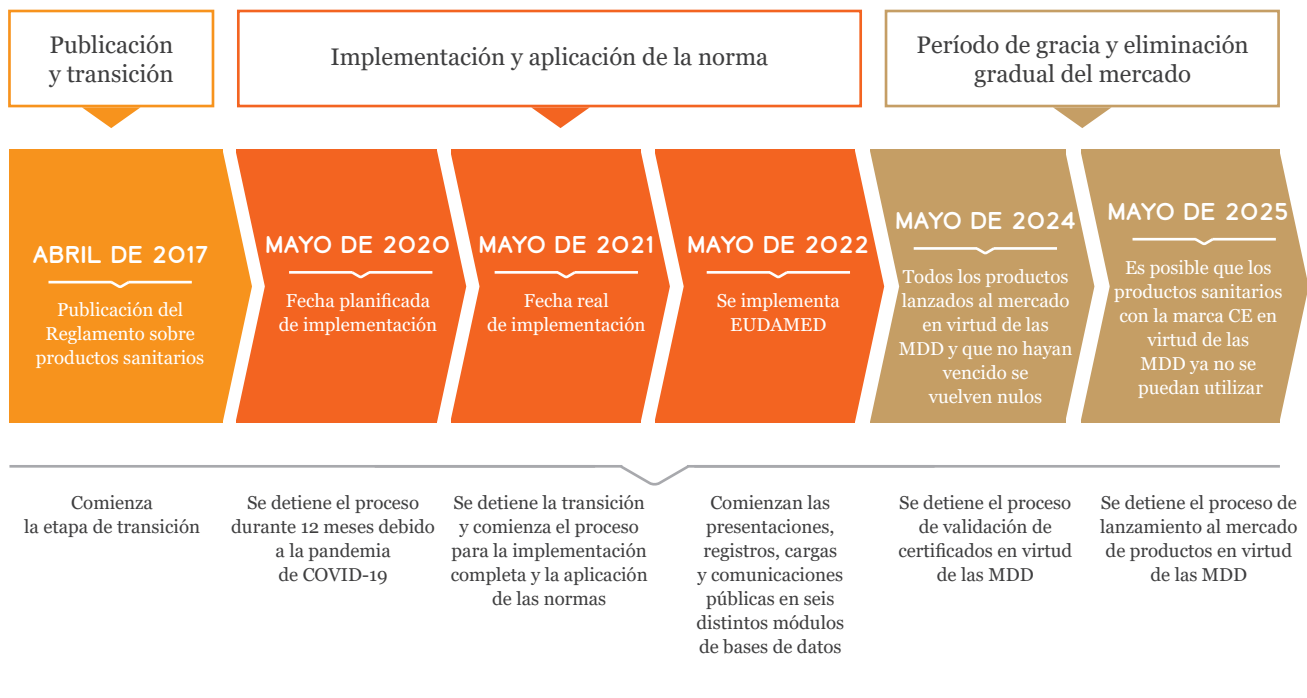 Publicación
y transición
Implementación y aplicación de la norma
Período de gracia y eliminación
gradual del mercado
ABRIL DE 2017
Publicación del
Reglamento sobre
productos sanitarios
MAYO DE 2020
Fecha planificada
de implementación
MAYO DE 2021
Fecha real
de implementación
MAYO DE 2022
Se implementa
EUDAMED
MAYO DE 2024
Todos los productos
lanzados al mercado
en virtud de las
MDD y que no hayan
vencido se
vuelven nulos
MAYO DE 2025
Es posible que los
productos sanitarios
con la marca CE en
virtud de las
MDD ya no se
puedan utilizar
Comienza
la etapa de transición
Se detiene el proceso
durante 12 meses debido
a la pandemia
de COVID-19
Se detiene la transición
y comienza el proceso
para la implementación
completa y la aplicación
de las normas
Comienzan las
presentaciones,
registros, cargas
y comunicaciones
públicas en seis
distintos módulos
de bases de datos
Se detiene el proceso
de validación de
certificados en virtud
de las MDD
Se detiene el proceso de
lanzamiento al mercado
de productos en virtud
de las MDD